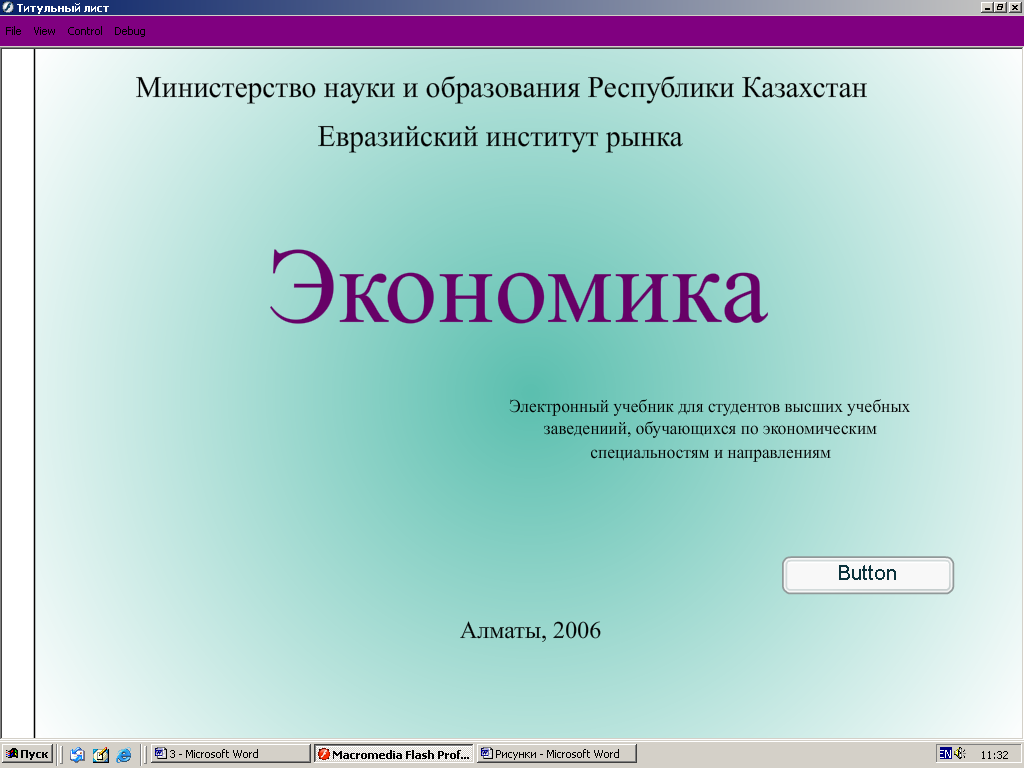 Титульный лист
File View Control Debug
Министерство науки и образования Республики Казахстан
Евразийский институт рынка
Экономика
Электронный учебник для студентов высших учебных
заведениий, обучающихся по экономическим
специальностям и направлениям
Button
Алматы, 2006
Пуск
3 - Microsoft Word
Macromedia Flash Prof...
Рисунки - Microsoft Word
EN
11:32